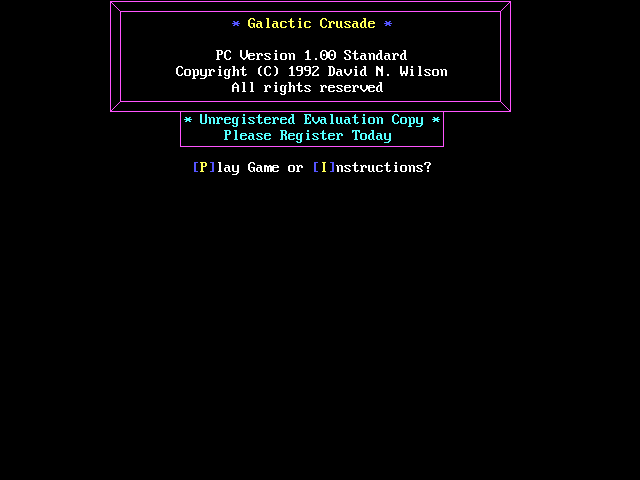 * Galactic Crusade *
PC Version 1.00 Standard
Copyright (C) 1992 David N. Wilson
All rights reserved
* Unregistered Evaluation Copy *
Please Register Today
[P]lay Game or [I]nstructions?